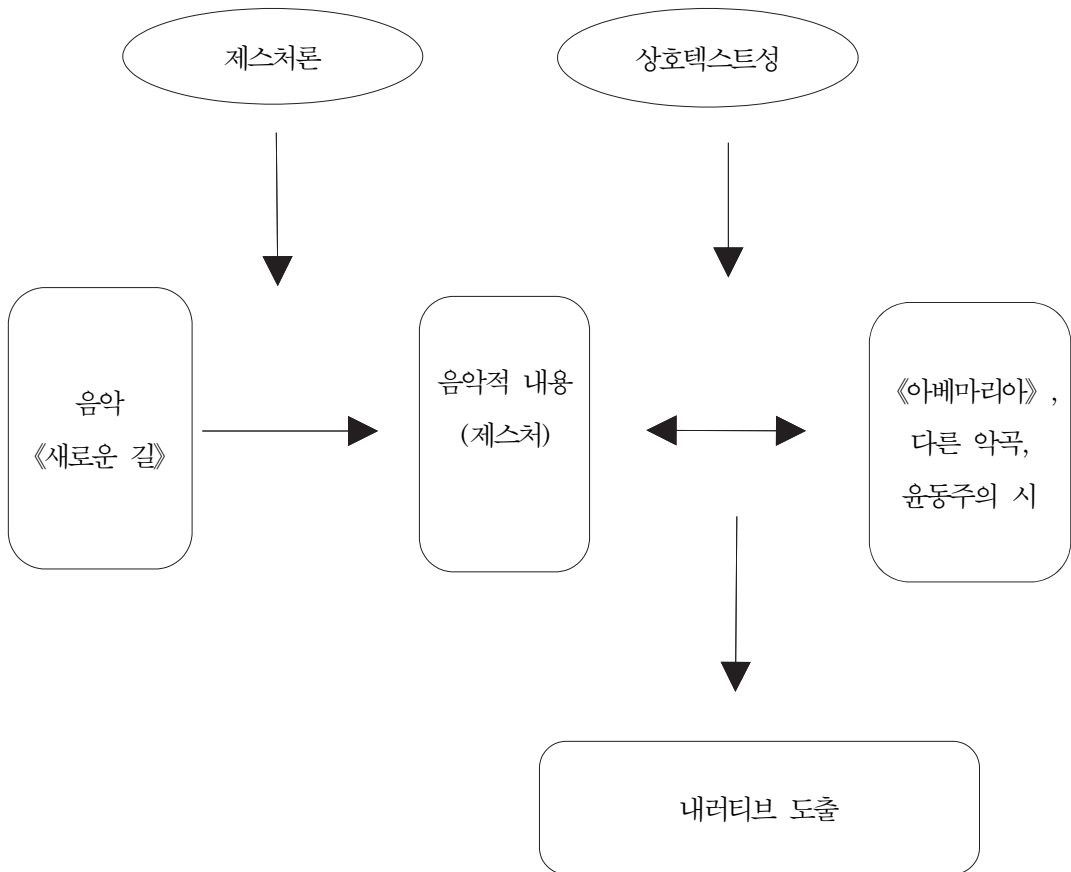 제스처론
상호텍스트성
음악
《새로운 길》
음악적 내용
(제스처)
《아베마리아》,
다른 악곡,
윤동주의 시
내러티브 도출